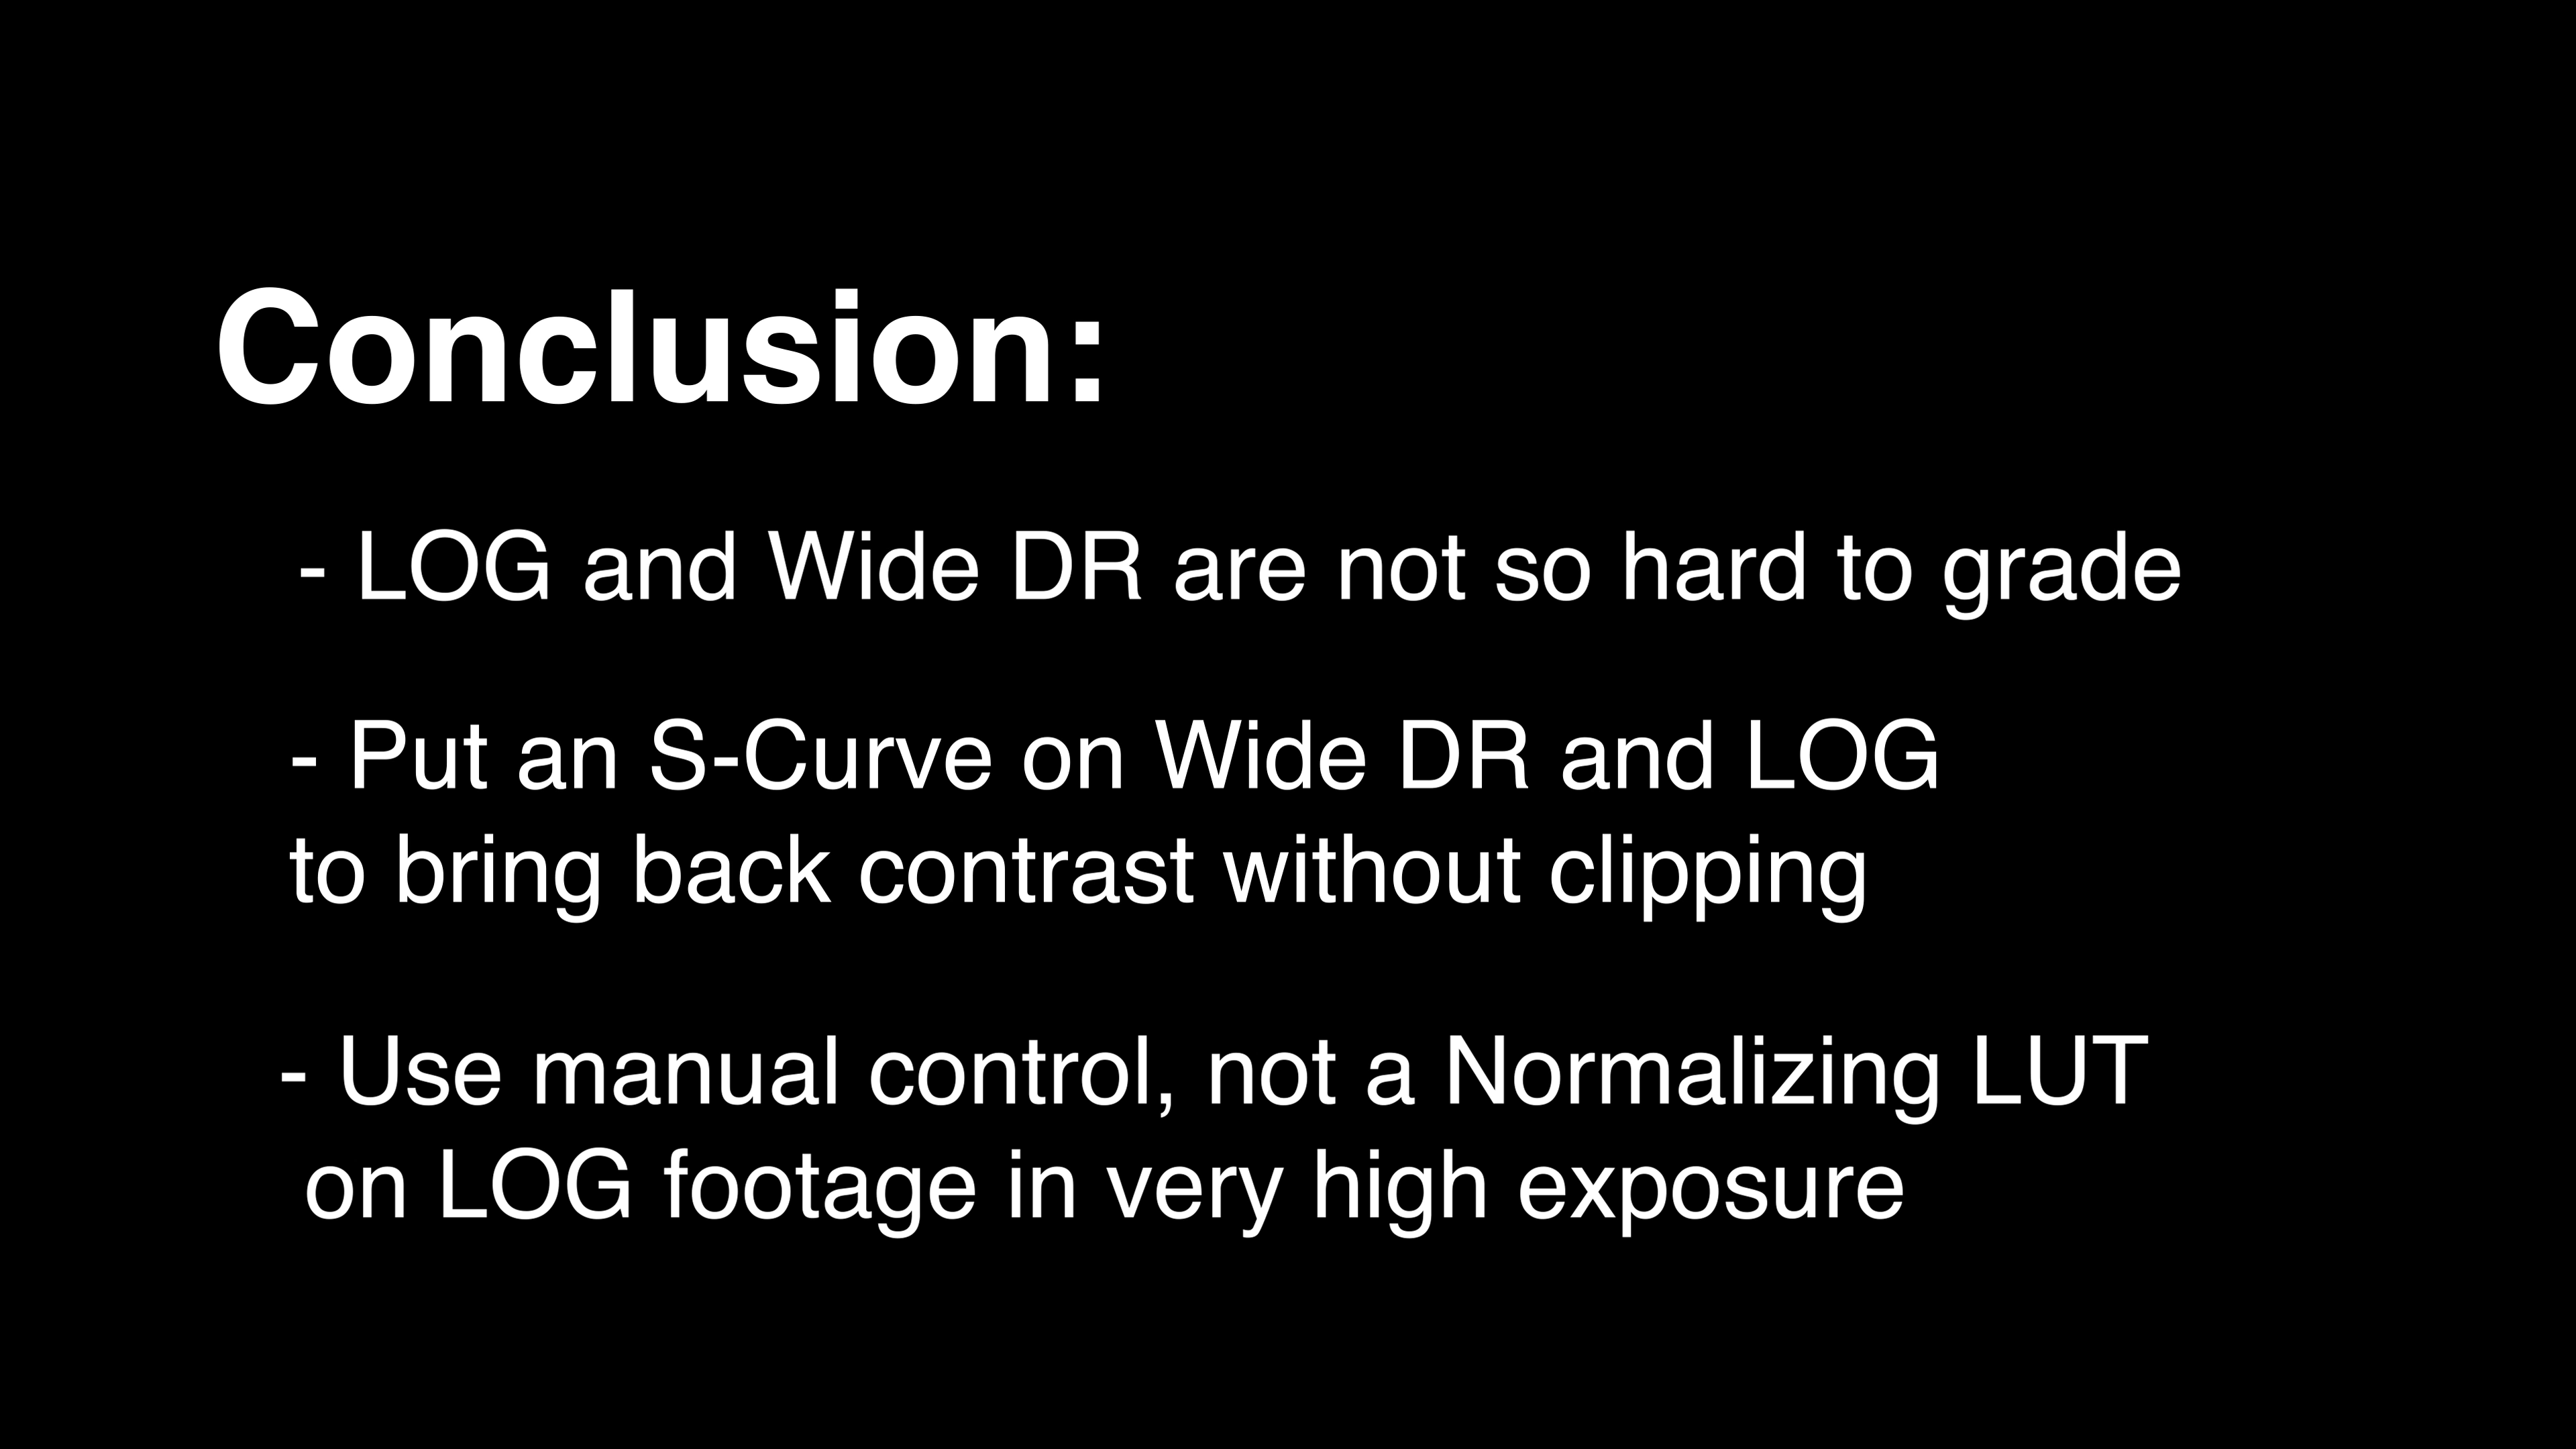 Conclusion:
- LOG and Wide DR are not so hard to grade
- Put an S-Curve on Wide DR and LOG
to bring back contrast without clipping
- Use manual control, not a Normalizing LUT
on LOG footage in very high exposure